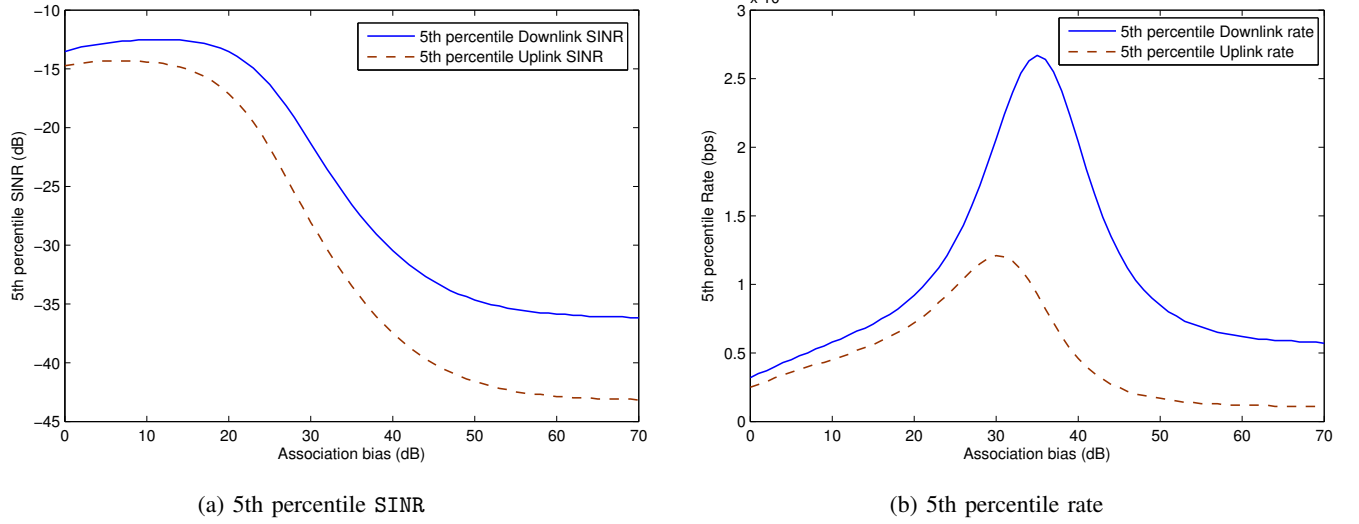 5th percentile Downlink SINR
5th percentile Uplink SINR
5th percentile SINR (dB)
−10
−15
−20
−25
−30
−35
−40
−45
0 10 20 30 40 50 60 70
Association bias (dB)
(a) 5th percentile SINR
5th percentile Downlink rate
5th percentile Uplink rate
5th percentile Rate (bps)
3
2.5
2
1.5
1
0.5
0
0 10 20 30 40 50 60 70
Association bias (dB)
(b) 5th percentile rate